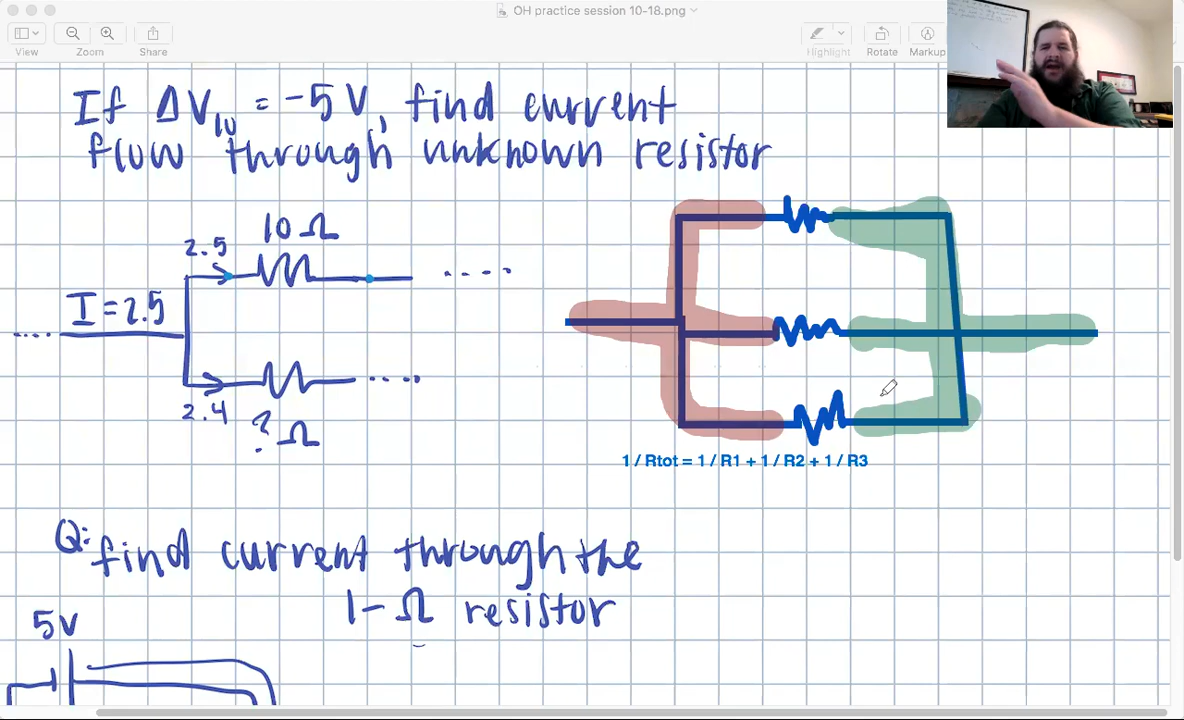 OH practice session 10-18.png
View
Zoom
Share
Highlight
Rotate
Markup
If ΔV₁₀ = -5 V, find current
flow through unknown resistor
10 Ω
2.5
I = 2.5
2.4
? Ω
1 / Rtot = 1 / R1 + 1 / R2 + 1 / R3
Q: find current through the
1-Ω resistor
5V